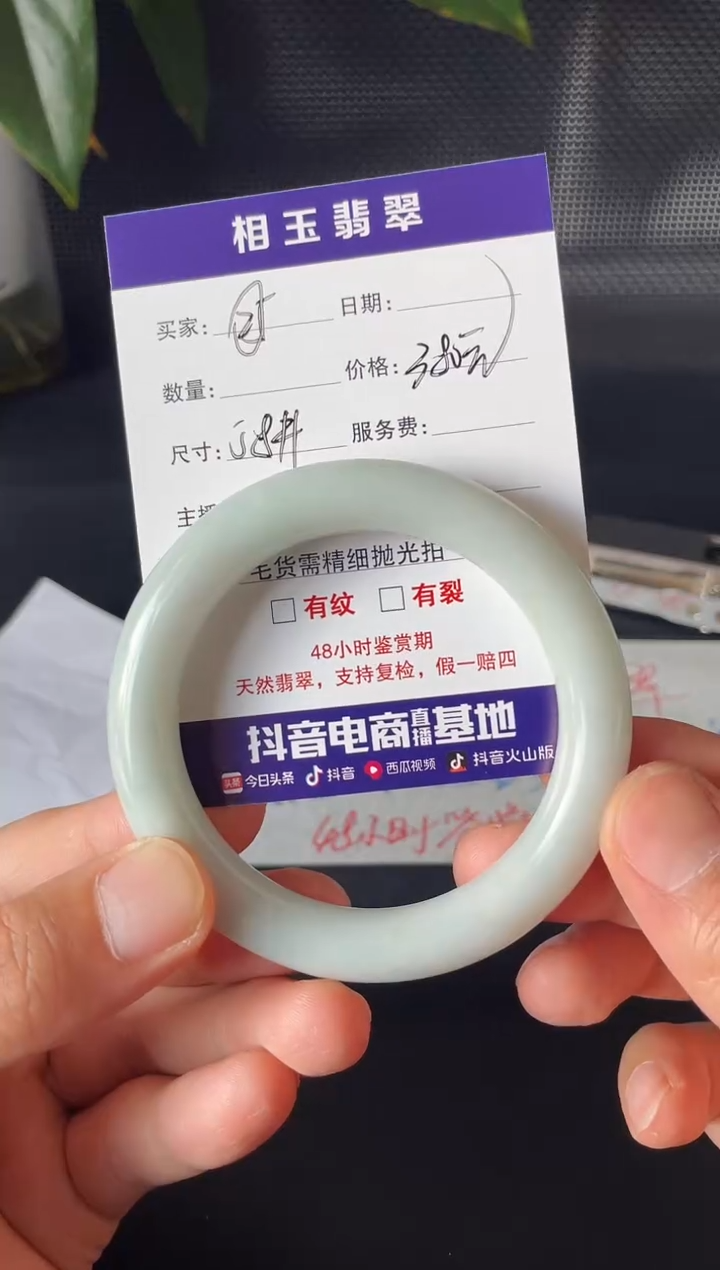 相玉翡翠
买家： 日期：
数量： 价格：
尺寸： 服务费：
主播
毛货需精细抛光拍
□有纹 □有裂
48小时鉴赏期
天然翡翠，支持复检，假一赔四
抖音电商直播基地
头条 今日头条 抖音 西瓜视频 抖音火山版